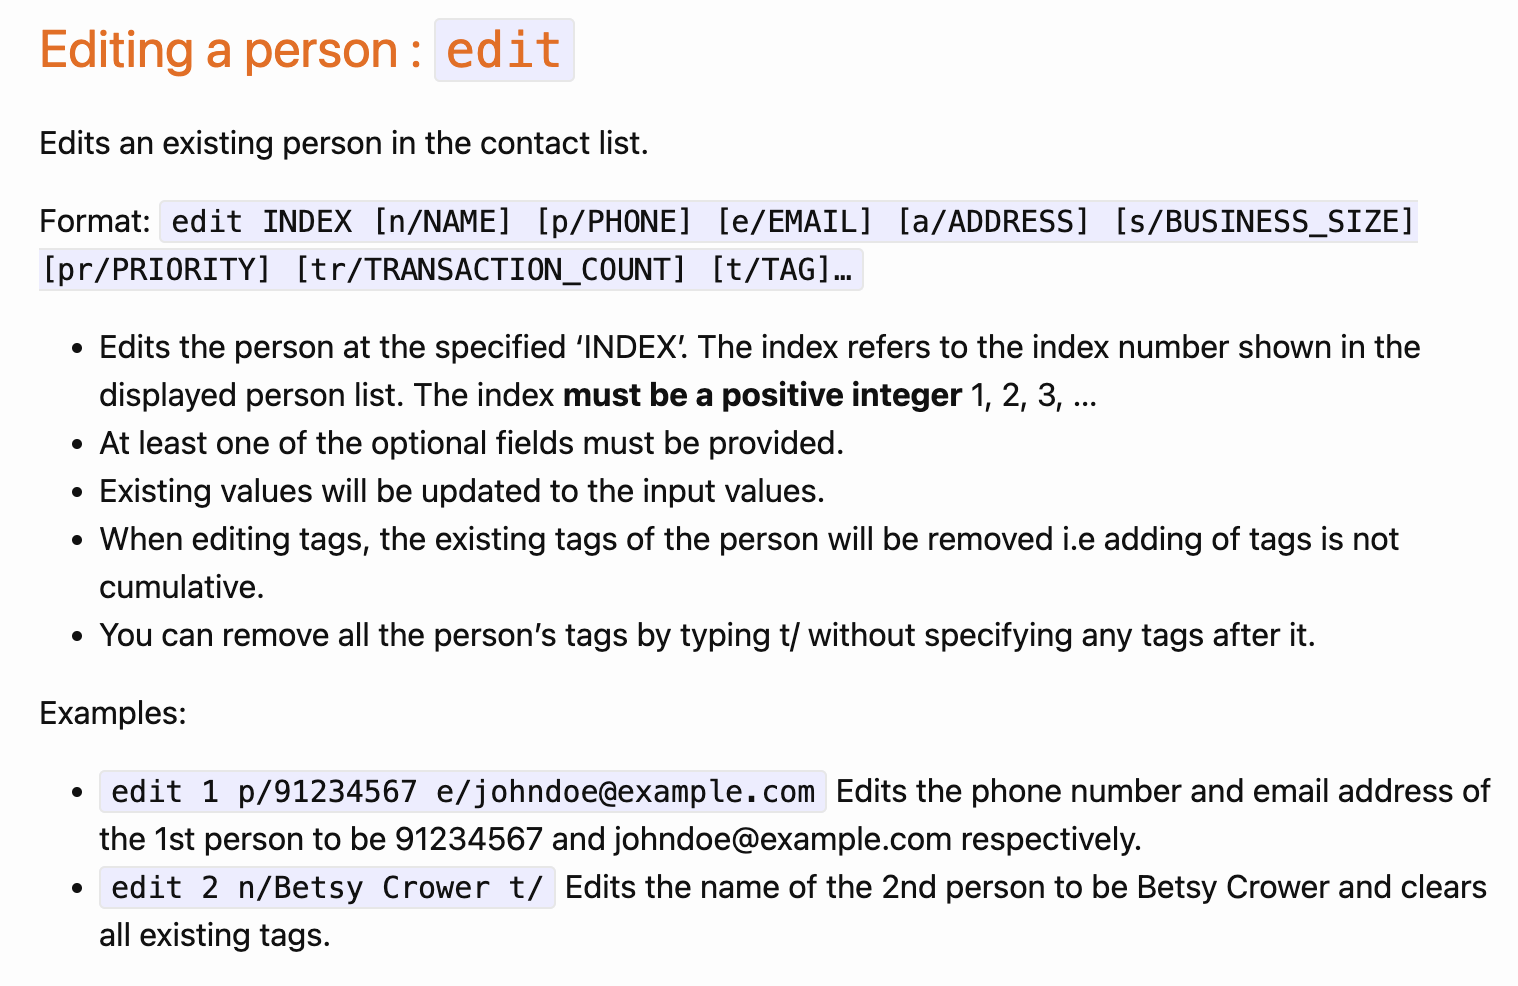 Editing a person : edit
Edits an existing person in the contact list.
Format: edit INDEX [n/NAME] [p/PHONE] [e/EMAIL] [a/ADDRESS] [s/BUSINESS_SIZE]
[pr/PRIORITY] [tr/TRANSACTION_COUNT] [t/TAG]…
• Edits the person at the specified ‘INDEX’. The index refers to the index number shown in the
displayed person list. The index must be a positive integer 1, 2, 3, …
• At least one of the optional fields must be provided.
• Existing values will be updated to the input values.
• When editing tags, the existing tags of the person will be removed i.e adding of tags is not
cumulative.
• You can remove all the person’s tags by typing t/ without specifying any tags after it.
Examples:
• edit 1 p/91234567 e/johndoe@example.com Edits the phone number and email address of
the 1st person to be 91234567 and johndoe@example.com respectively.
• edit 2 n/Betsy Crower t/ Edits the name of the 2nd person to be Betsy Crower and clears
all existing tags.